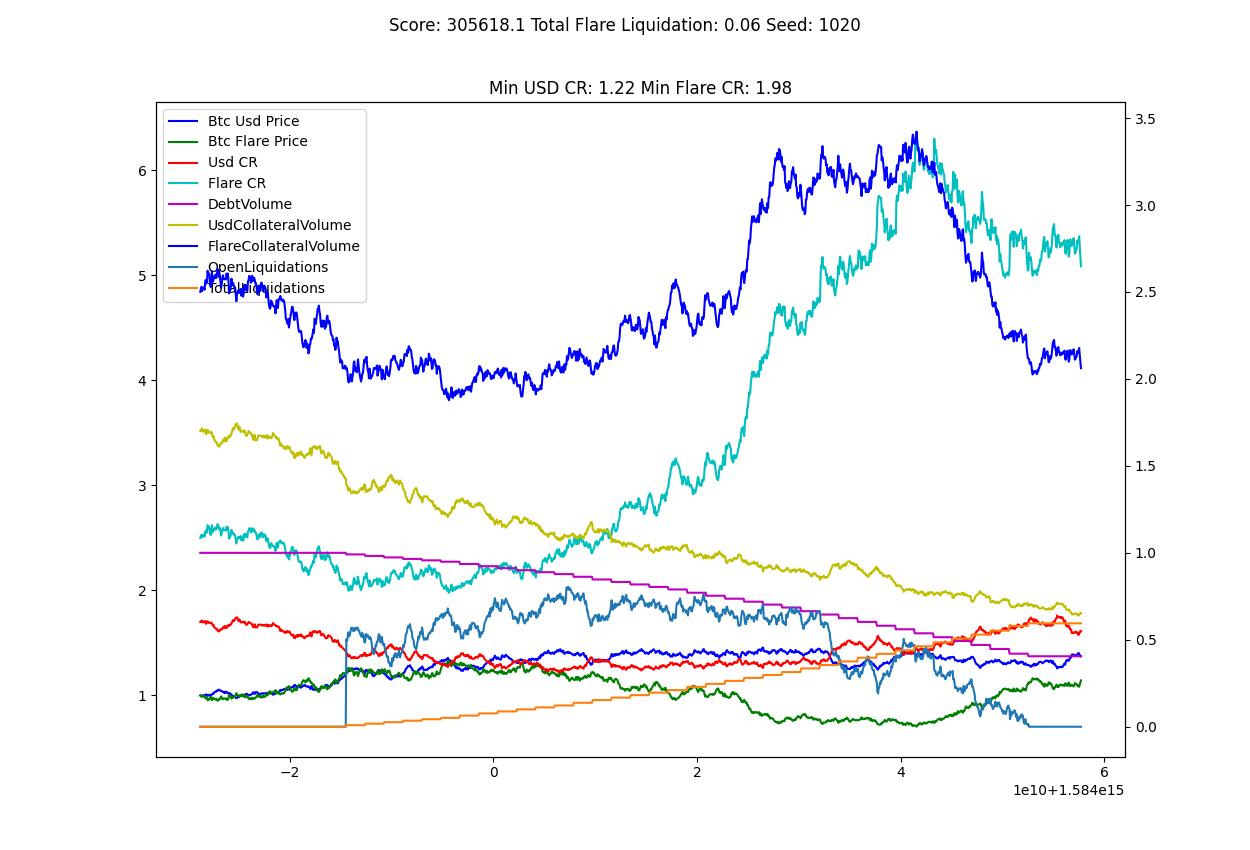 Score: 305618.1 Total Flare Liquidation: 0.06 Seed: 1020
Min USD CR: 1.22 Min Flare CR: 1.98
Btc Usd Price
Btc Flare Price
Usd CR
Flare CR
DebtVolume
UsdCollateralVolume
FlareCollateralVolume
OpenLiquidations
TotalLiquidations
6
5
4
3
2
1
3.5
3.0
2.5
2.0
1.5
1.0
0.5
0.0
−2 0 2 4 6
1e10+1.584e15